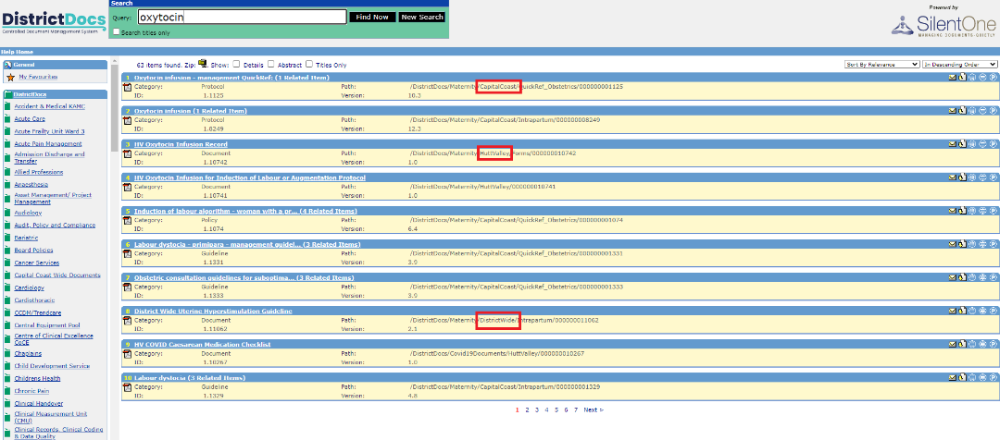 DistrictDocs
Controlled Document Management System
Search
Query: oxytocin Find Now New Search
Search titles only
Powered by
SilentOne
MANAGING DOCUMENTS QUIETLY
Help Home
General
My Favourites
DistrictDocs
Accident & Medical KAMC
Acute Care
Acute Frailty Unit Ward 3
Acute Pain Management
Admission Discharge and
Transfer
Allied Professions
Anaesthesia
Asset Management/ Project
Management
Audiology
Audit, Policy and Compliance
Bariatric
Board Policies
Cancer Services
Capital Coast Wide Documents
Cardiology
Cardiothoracic
CCDM/Trendcare
Central Equipment Pool
Centre of Clinical Excellence
CoCE
Chaplains
Child Development Service
Childrens Health
Chronic Pain
Clinical Handover
Clinical Measurement Unit
(CMU)
Clinical Records, Clinical Coding
& Data Quality
63 items found. Zip: Show: Details Abstract Titles Only Sort By Relevance In Descending Order
1 Oxytocin infusion - management QuickRef: (1 Related Item)
Category: Protocol Path: /DistrictDocs/Maternity/CapitalCoast/QuickRef_Obstetrics/000000001125
ID: 1.1125 Version: 10.3
2 Oxytocin infusion (1 Related Item)
Category: Protocol Path: /DistrictDocs/Maternity/CapitalCoast/Intrapartum/000000008249
ID: 1.8249 Version: 12.3
3 HV Oxytocin Infusion Record
Category: Document Path: /DistrictDocs/Maternity/HuttValley/Forms/000000010742
ID: 1.10742 Version: 1.0
4 HV Oxytocin Infusion for Induction of Labour or Augmentation Protocol
Category: Document Path: /DistrictDocs/Maternity/HuttValley/000000010741
ID: 1.10741 Version: 1.0
5 Induction of labour algorithm - woman with a pr... (4 Related Items)
Category: Policy Path: /DistrictDocs/Maternity/CapitalCoast/QuickRef_Obstetrics/000000001074
ID: 1.1074 Version: 6.4
6 Labour dystocia - primipara - management guidel... (3 Related Items)
Category: Guideline Path: /DistrictDocs/Maternity/CapitalCoast/QuickRef_Obstetrics/000000001331
ID: 1.1331 Version: 3.9
7 Obstetric consultation guidelines for suboptima... (3 Related Items)
Category: Guideline Path: /DistrictDocs/Maternity/CapitalCoast/QuickRef_Obstetrics/000000001333
ID: 1.1333 Version: 3.9
8 District Wide Uterine Hyperstimulation Guideline
Category: Document Path: /DistrictDocs/Maternity/DistrictWide/Intrapartum/000000011062
ID: 1.11062 Version: 2.1
9 HV COVID Caesarean Medication Checklist
Category: Document Path: /DistrictDocs/Covid19Documents/HuttValley/000000010267
ID: 1.10267 Version: 1.0
10 Labour dystocia (3 Related Items)
Category: Guideline Path: /DistrictDocs/Maternity/CapitalCoast/Intrapartum/000000001329
ID: 1.1329 Version: 4.8
1 2 3 4 5 6 7 Next >